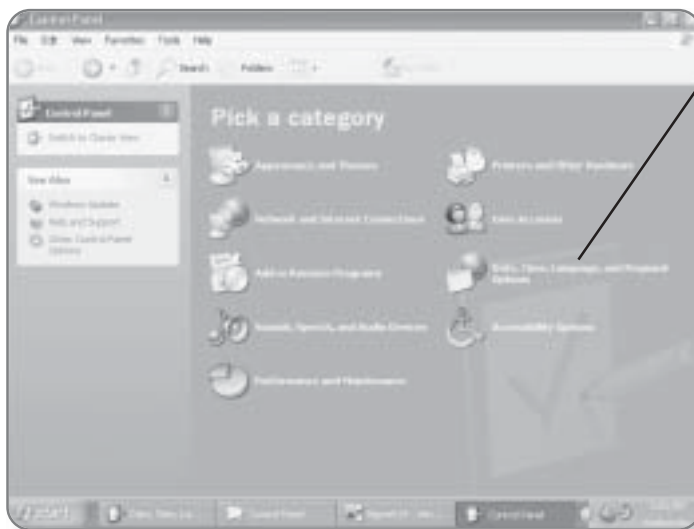 Control Panel
File Edit View Favorites Tools Help
Search Folders
Control Panel
Switch to Classic View
See Also
Windows Update
Help and Support
Other Control Panel
Options
Pick a category
Appearance and Themes
Printers and Other Hardware
Network and Internet Connections
User Accounts
Add or Remove Programs
Date, Time, Language, and Regional
Options
Sounds, Speech, and Audio Devices
Accessibility Options
Performance and Maintenance
start
Control Panel